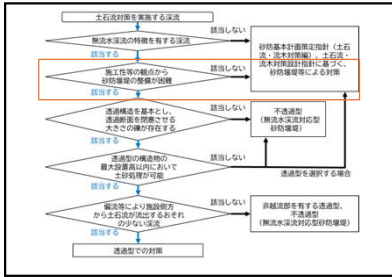 土石流対策を実施する渓流
該当しない
無流水渓流の特徴を有する渓流
該当する
砂防基本計画策定指針（土石
流・流木対策編）、土石流・
流木対策設計指針に基づく、
砂防堰堤等による対策
該当しない
施工性等の観点から
砂防堰堤の整備が困難
該当する
該当しない
透過構造を基本とし、
透過断面を閉塞させる
大きさの礫が存在する
不透過型
（無流水渓流対応型
砂防堰堤）
該当する
該当しない
透過型の構造物の
最大設置高以内において
土砂処理が可能
透過型を選択する場合
該当する
該当しない
偏流等により施設側方
から土石流が流出するおそれ
の少ない渓流
非越流部を有する透過型、
不透過型
（無流水渓流対応型砂防堰堤）
該当する
透過型での対策